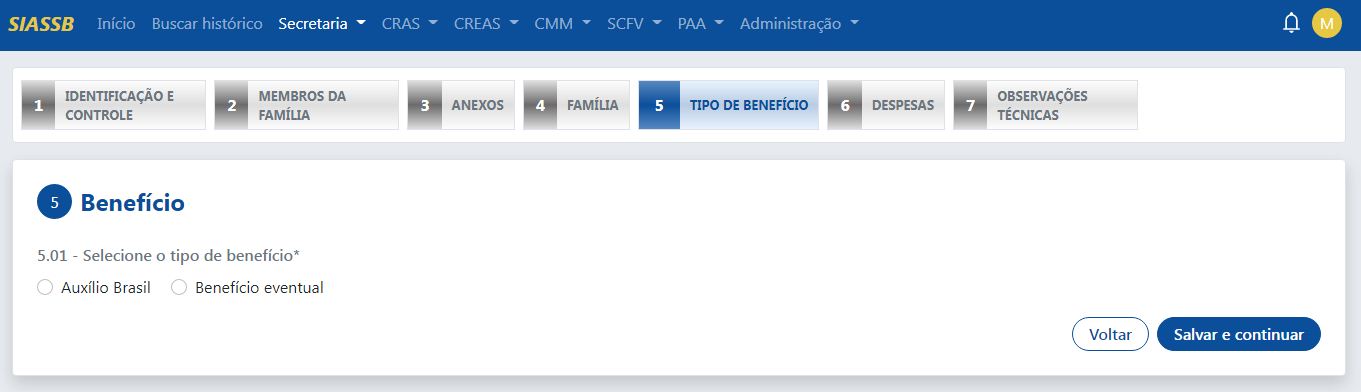 SIASSB Início Buscar histórico Secretaria CRAS CREAS CMM SCFV PAA Administração M
1 IDENTIFICAÇÃO E CONTROLE
2 MEMBROS DA FAMÍLIA
3 ANEXOS
4 FAMÍLIA
5 TIPO DE BENEFÍCIO
6 DESPESAS
7 OBSERVAÇÕES TÉCNICAS
5 Benefício
5.01 - Selecione o tipo de benefício*
Auxílio Brasil Benefício eventual
Voltar Salvar e continuar